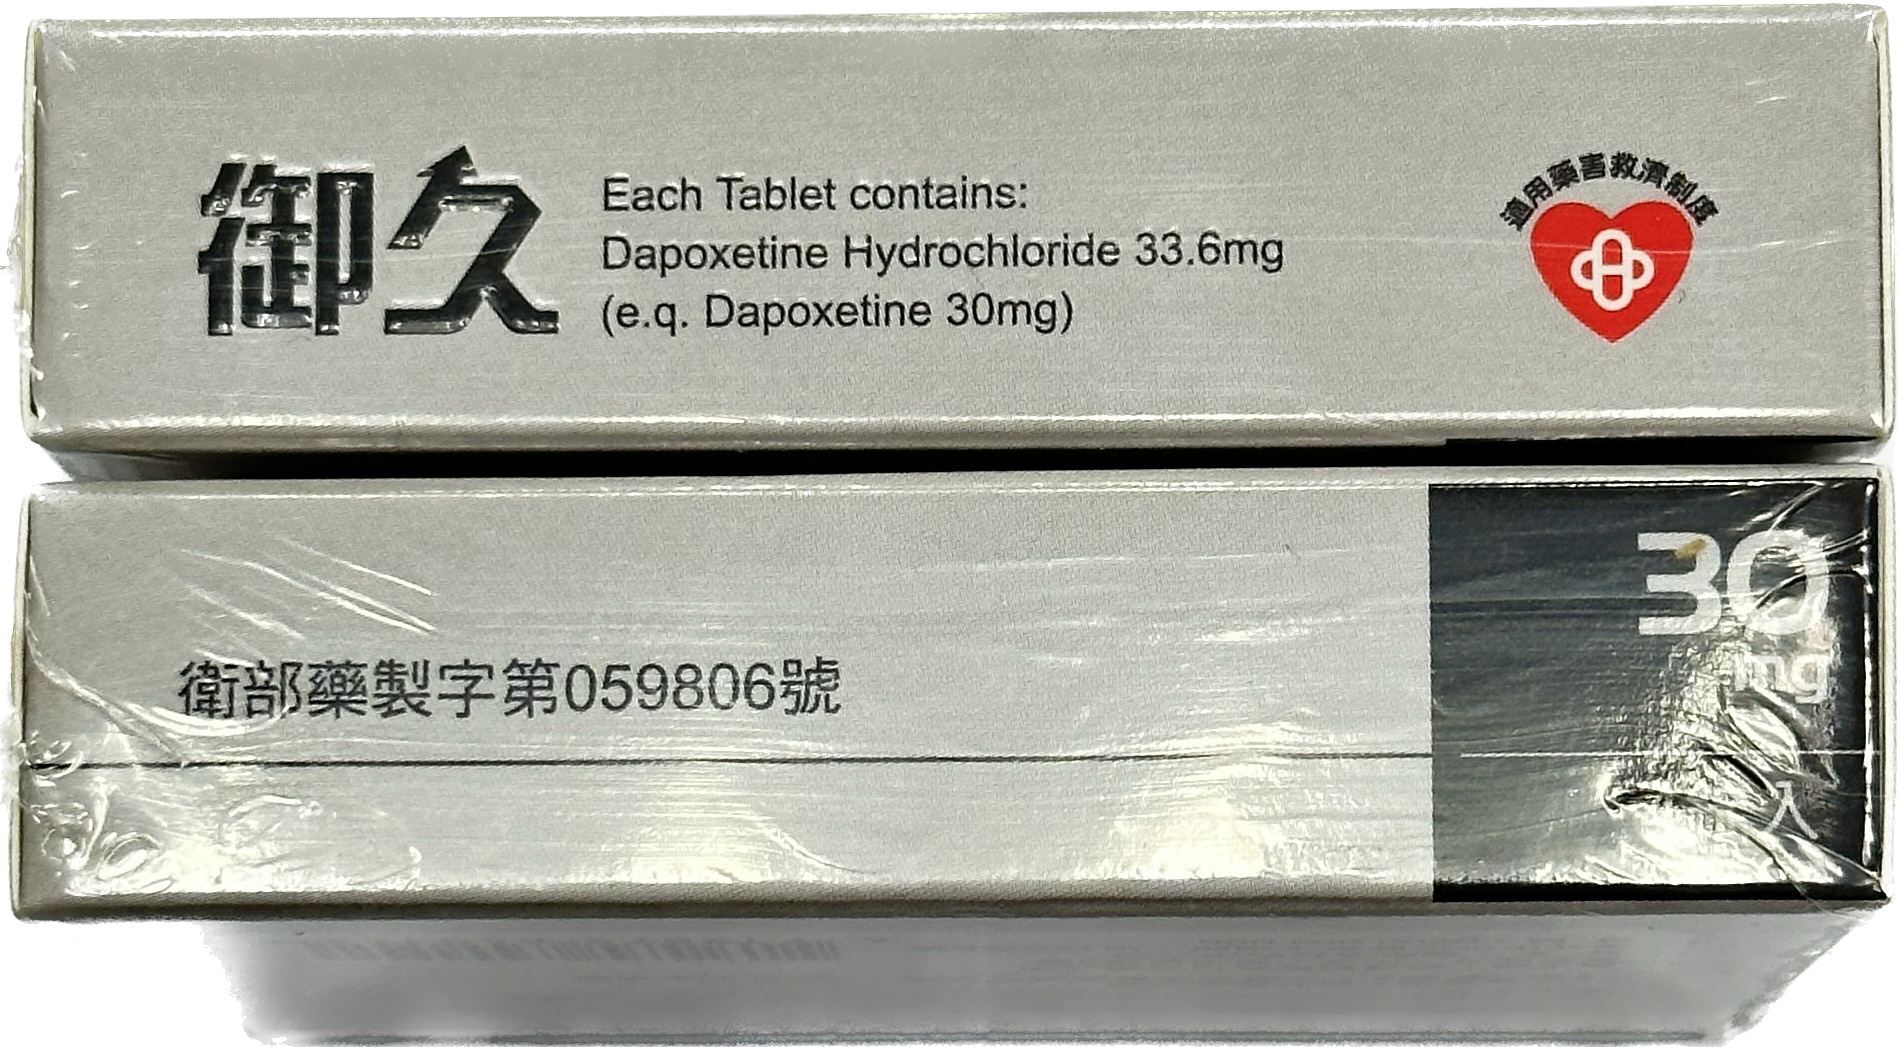 御久
Each Tablet contains:
Dapoxetine Hydrochloride 33.6mg
(e.q. Dapoxetine 30mg)
適用藥害救濟制度
衛部藥製字第059806號
30
mg
入